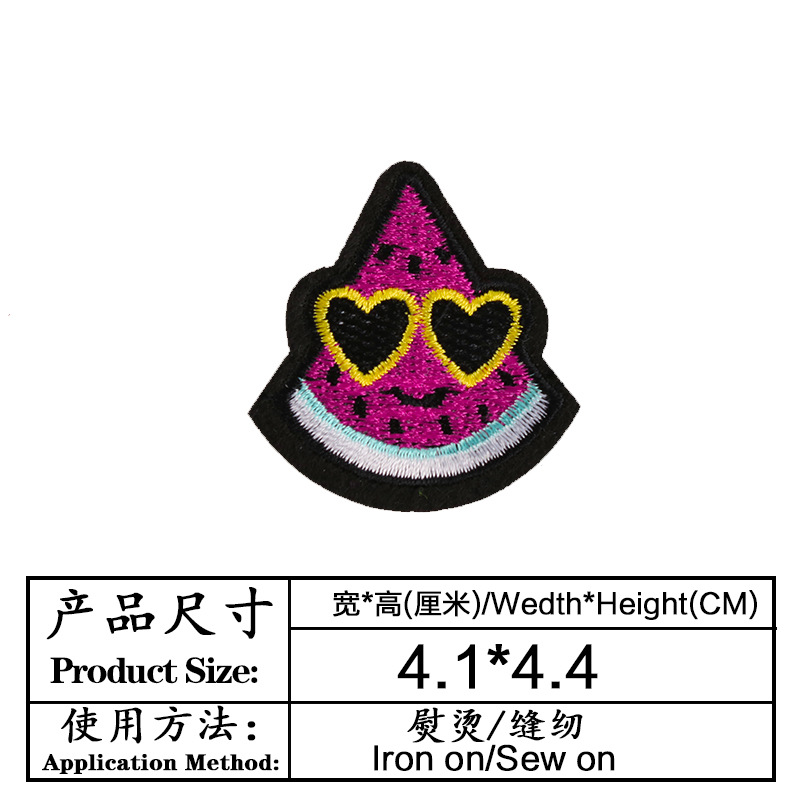 产品尺寸
Product Size:
宽*高(厘米)/Wedth*Height(CM)
4.1*4.4
使用方法:
Application Method:
熨烫/缝纫
Iron on/Sew on